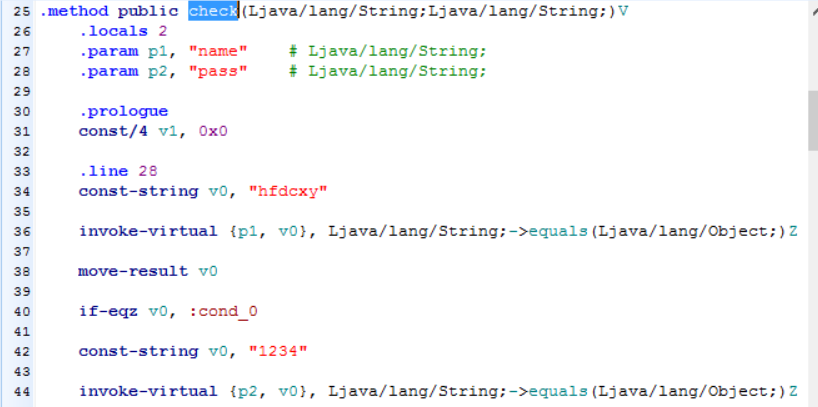 25 .method public check(Ljava/lang/String;Ljava/lang/String;)V
26 .locals 2
27 .param p1, "name" # Ljava/lang/String;
28 .param p2, "pass" # Ljava/lang/String;
29
30 .prologue
31 const/4 v1, 0x0
32
33 .line 28
34 const-string v0, "hfdcxy"
35
36 invoke-virtual {p1, v0}, Ljava/lang/String;->equals(Ljava/lang/Object;)Z
37
38 move-result v0
39
40 if-eqz v0, :cond_0
41
42 const-string v0, "1234"
43
44 invoke-virtual {p2, v0}, Ljava/lang/String;->equals(Ljava/lang/Object;)Z